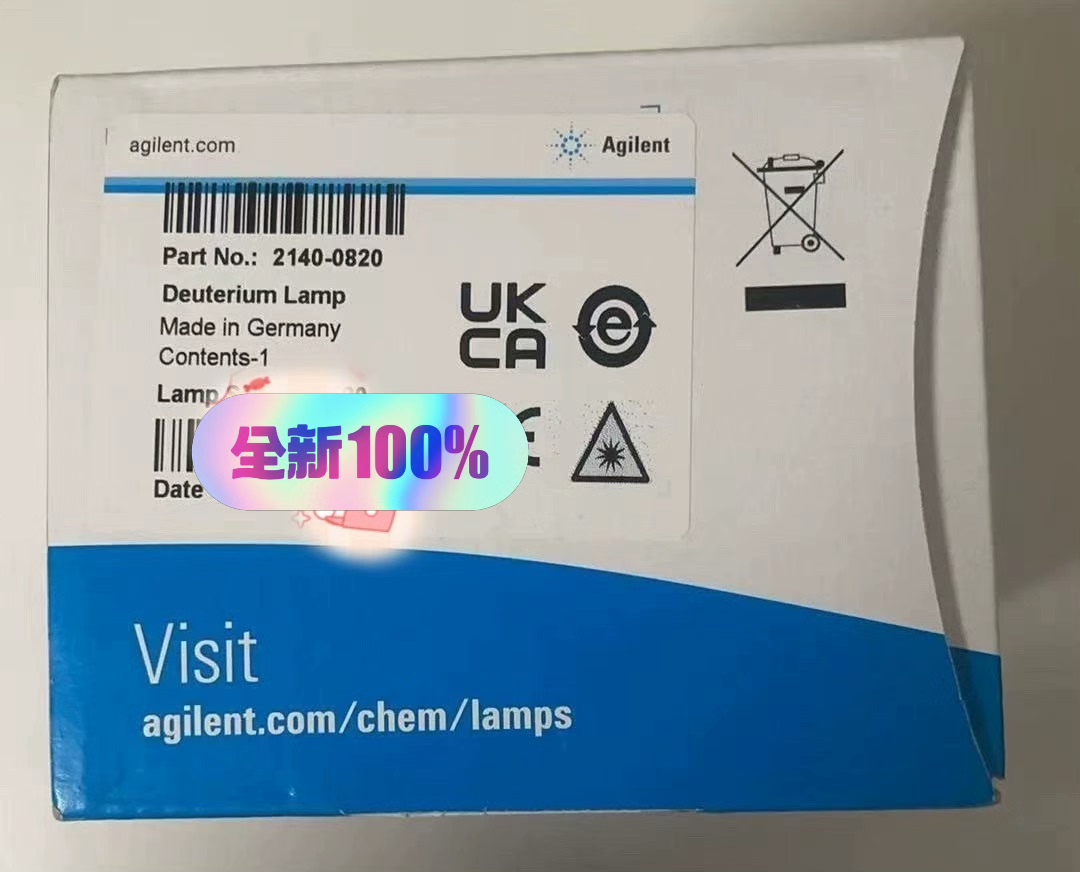 agilent.com
Agilent
Part No.: 2140-0820
Deuterium Lamp
Made in Germany
Contents-1
UK
CA
e
Lamp
全新100%
Date
Visit
agilent.com/chem/lamps